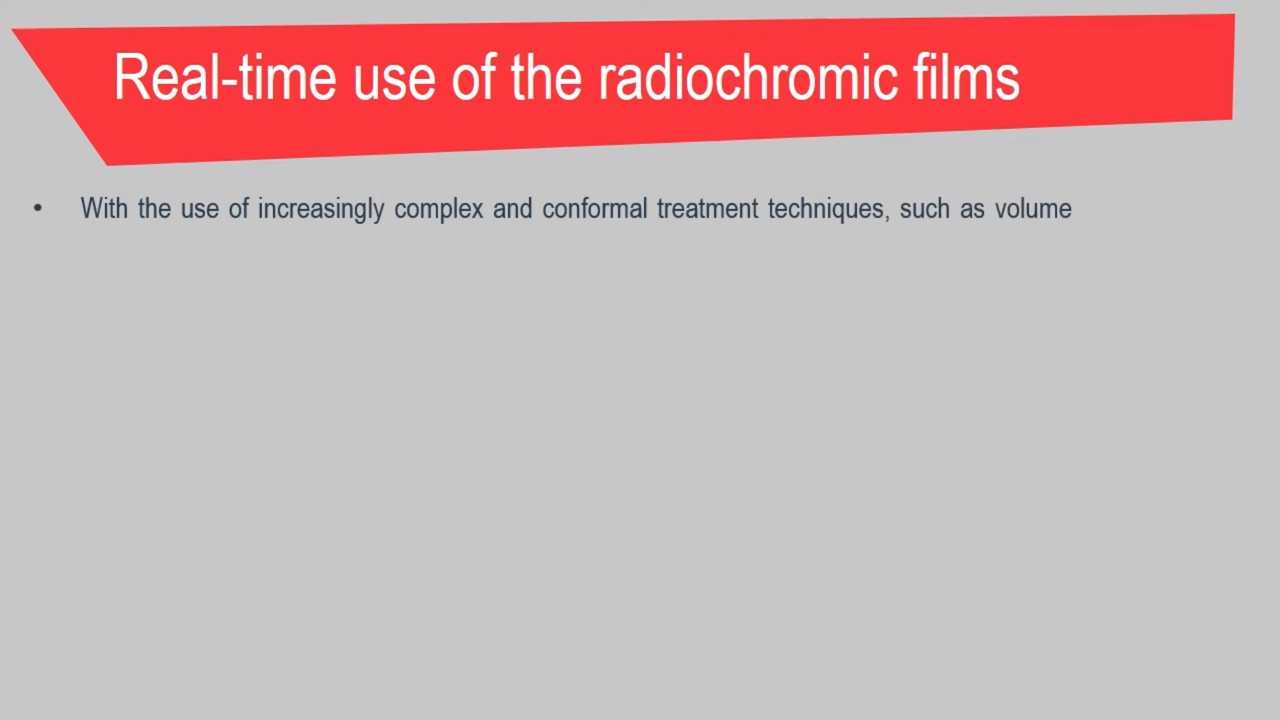 Real-time use of the radiochromic films
• With the use of increasingly complex and conformal treatment techniques, such as volume